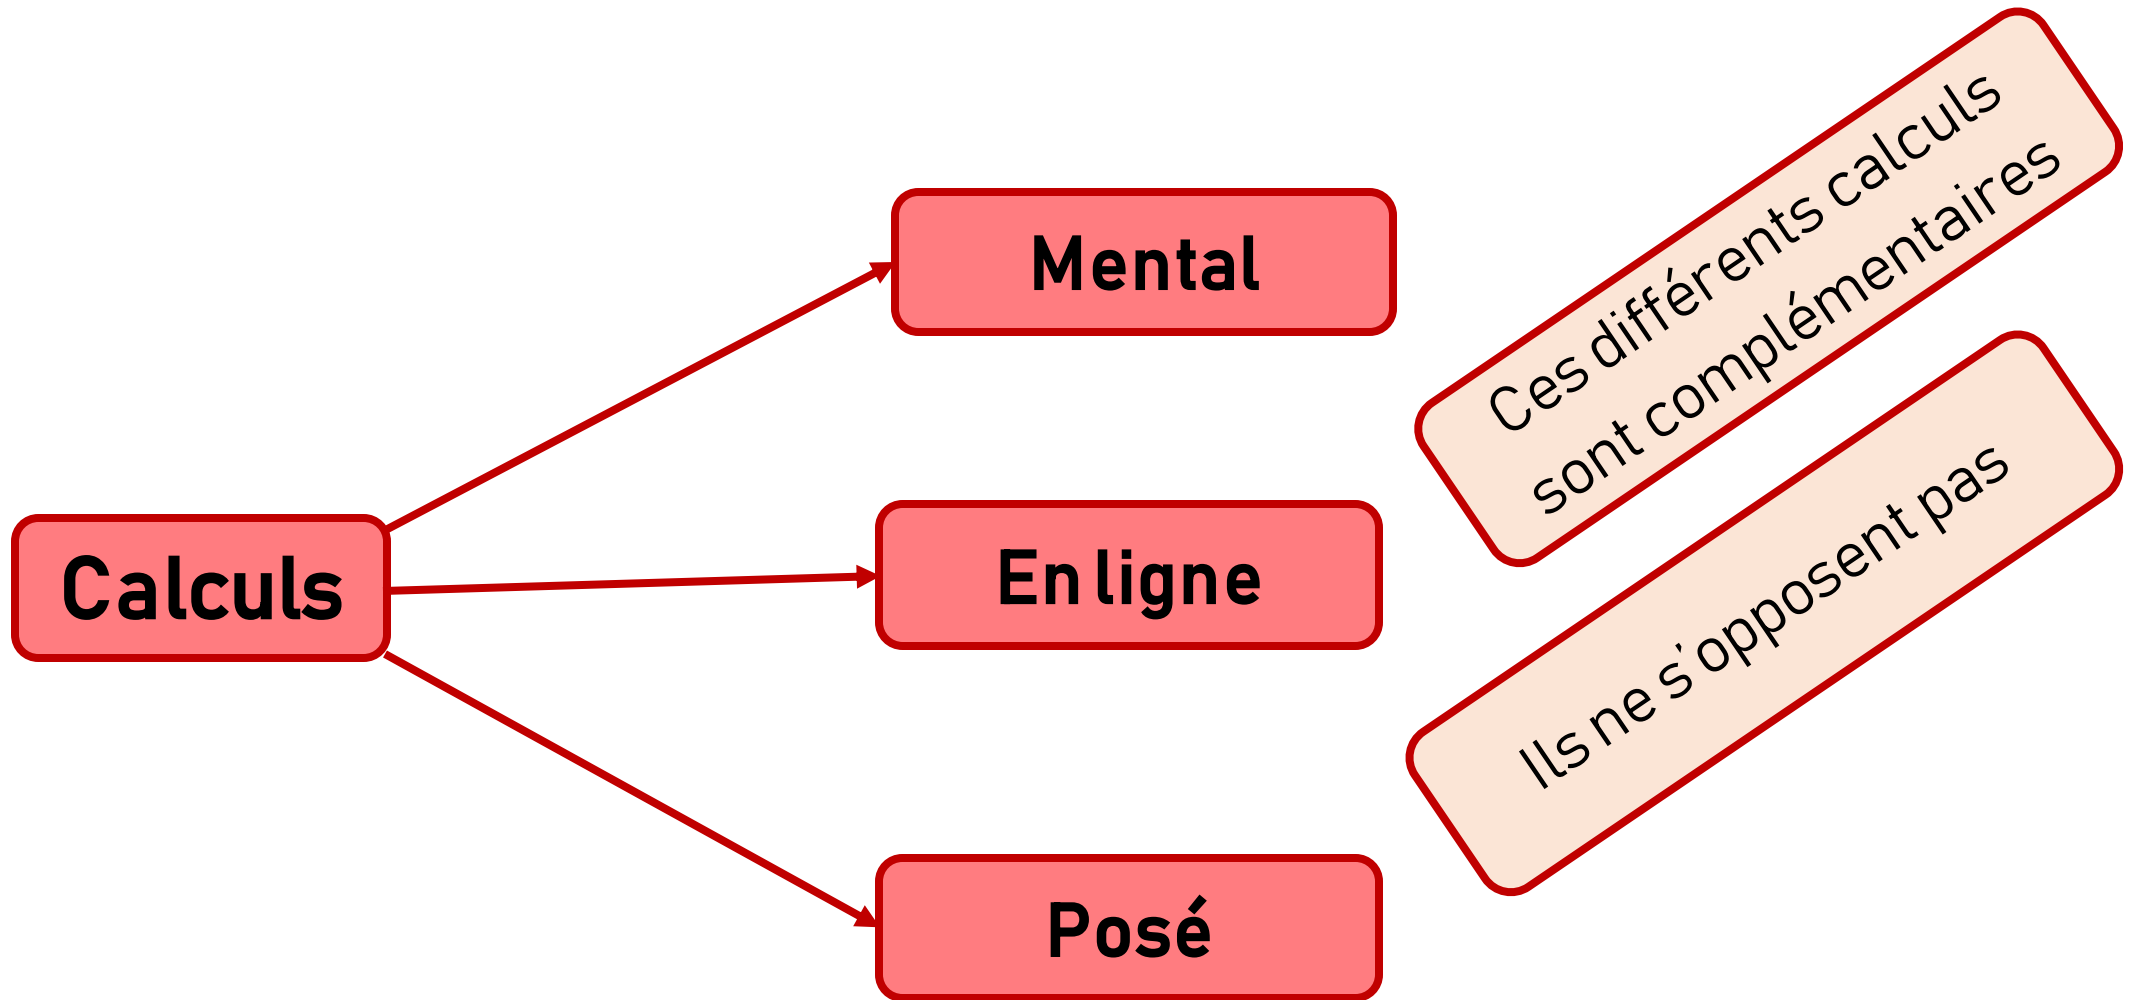 Calculs
Mental
En ligne
Posé
Ces différents calculs
sont complémentaires
Ils ne s'opposent pas